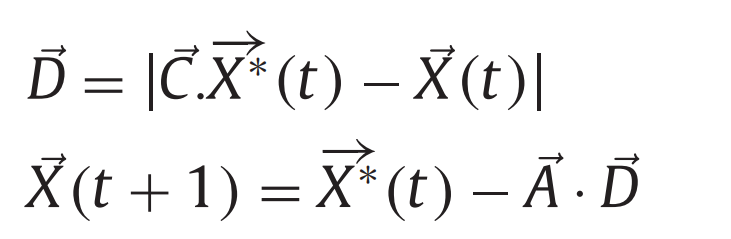 D⃗ = |C⃗.X⃗*(t) − X⃗(t)|
X⃗(t + 1) = X⃗*(t) − A⃗ · D⃗